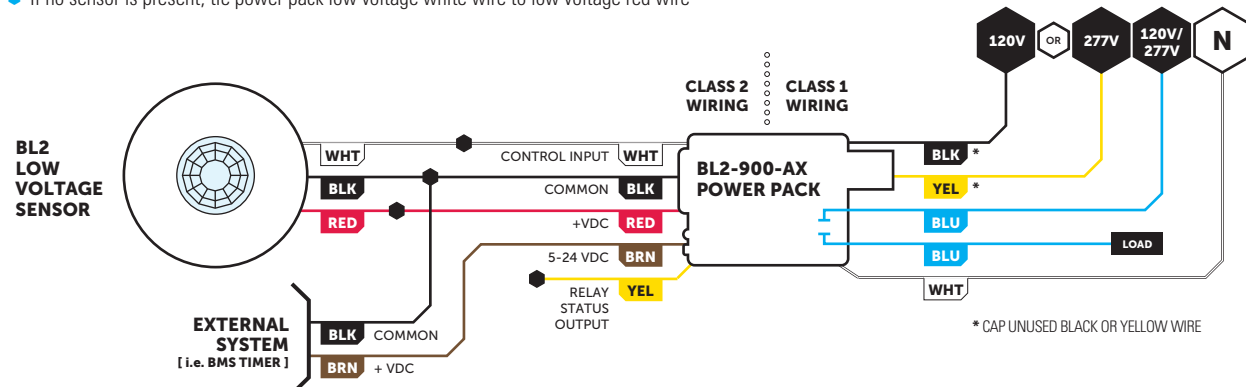 If no sensor is present, tie power pack low voltage white wire to low voltage red wire
120V
OR
277V
120V/
277V
N
CLASS 2
WIRING
CLASS 1
WIRING
BL2
LOW
VOLTAGE
SENSOR
WHT
CONTROL INPUT
WHT
BLK
COMMON
BLK
RED
+VDC
RED
5-24 VDC
BRN
RELAY
STATUS
OUTPUT
YEL
BL2-900-AX
POWER PACK
BLK *
YEL *
BLU
BLU
LOAD
WHT
* CAP UNUSED BLACK OR YELLOW WIRE
EXTERNAL
SYSTEM
[ i.e. BMS TIMER ]
BLK
COMMON
BRN
+ VDC